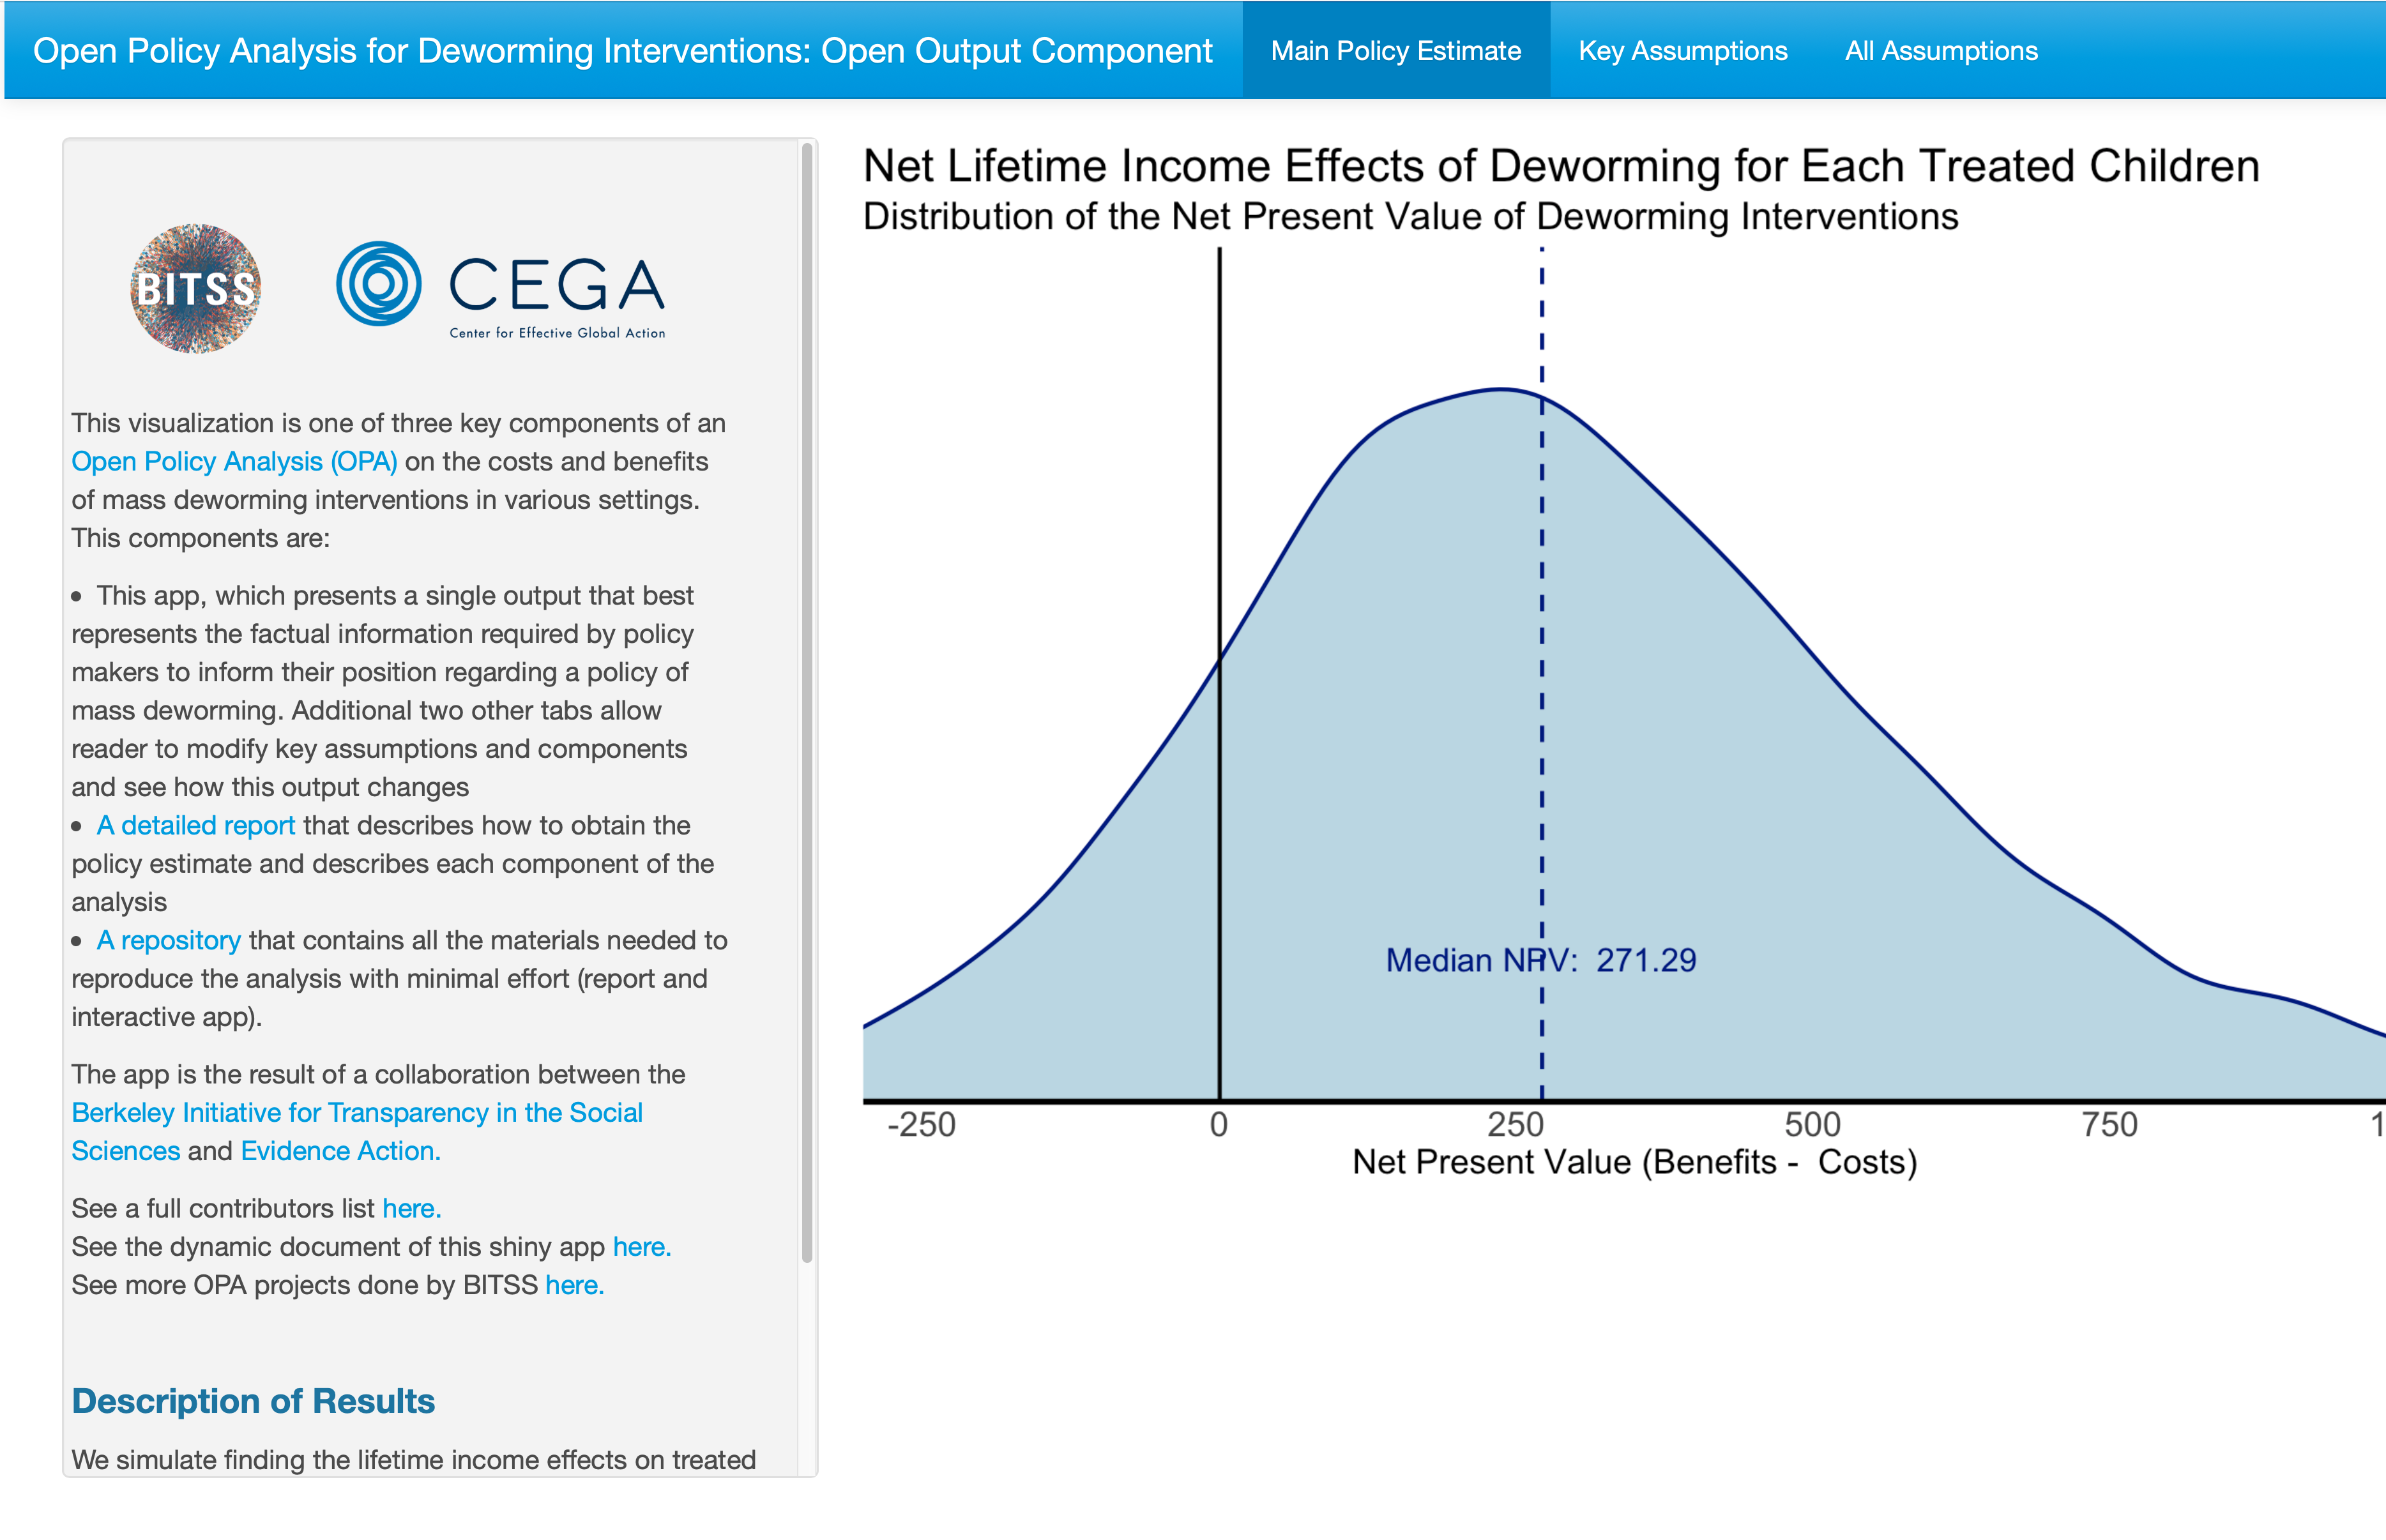 Open Policy Analysis for Deworming Interventions: Open Output Component
Main Policy Estimate
Key Assumptions
All Assumptions
BITSS
CEGA
Center for Effective Global Action
This visualization is one of three key components of an
Open Policy Analysis (OPA) on the costs and benefits
of mass deworming interventions in various settings.
This components are:
• This app, which presents a single output that best
represents the factual information required by policy
makers to inform their position regarding a policy of
mass deworming. Additional two other tabs allow
reader to modify key assumptions and components
and see how this output changes
• A detailed report that describes how to obtain the
policy estimate and describes each component of the
analysis
• A repository that contains all the materials needed to
reproduce the analysis with minimal effort (report and
interactive app).
The app is the result of a collaboration between the
Berkeley Initiative for Transparency in the Social
Sciences and Evidence Action.
See a full contributors list here.
See the dynamic document of this shiny app here.
See more OPA projects done by BITSS here.
Description of Results
We simulate finding the lifetime income effects on treated
Net Lifetime Income Effects of Deworming for Each Treated Children
Distribution of the Net Present Value of Deworming Interventions
Median NPV: 271.29
-250 0 250 500 750
Net Present Value (Benefits - Costs)